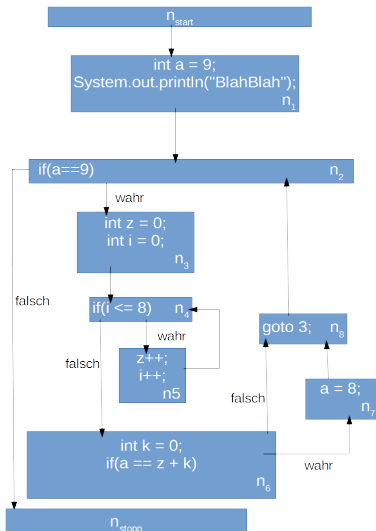 nstart
int a = 9;
System.out.println("BlahBlah");
n1
if(a==9) n2
wahr
int z = 0;
int i = 0;
n3
falsch
if(i <= 8) n4
wahr
goto 3; n8
falsch
z++;
i++;
n5
a = 8;
n7
falsch
int k = 0;
if(a == z + k)
wahr
n6
nstopp